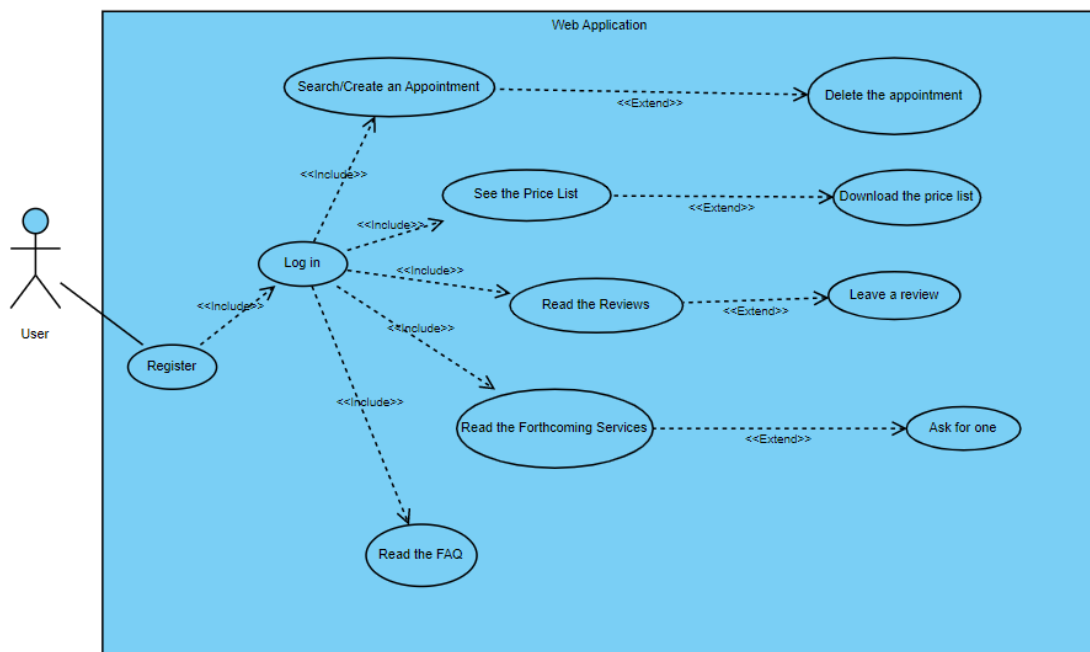 Web Application
Search/Create an Appointment
Delete the appointment
<<Extend>>
<<Include>>
See the Price List
Download the price list
<<Extend>>
<<Include>>
Log in
<<Include>>
Read the Reviews
Leave a review
<<Extend>>
<<Include>>
User
Register
<<Include>>
<<Include>>
Read the Forthcoming Services
Ask for one
<<Extend>>
Read the FAQ